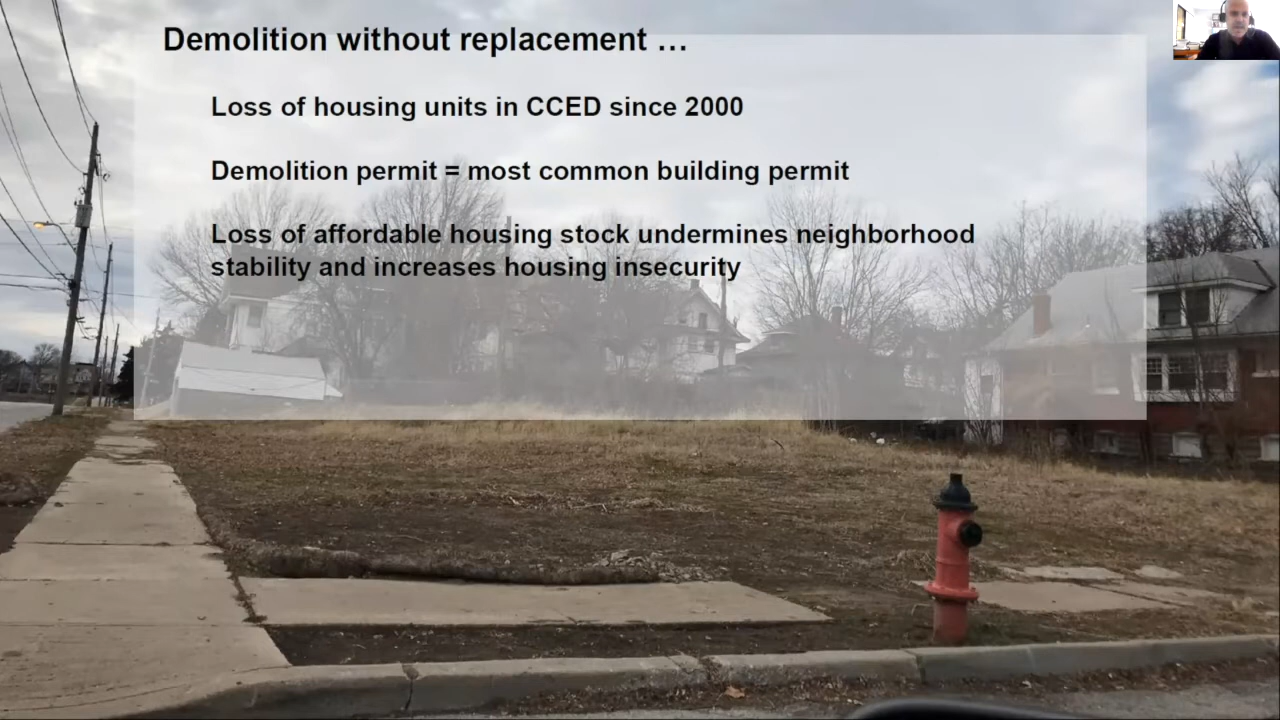 Demolition without replacement …
Loss of housing units in CCED since 2000
Demolition permit = most common building permit
Loss of affordable housing stock undermines neighborhood
stability and increases housing insecurity